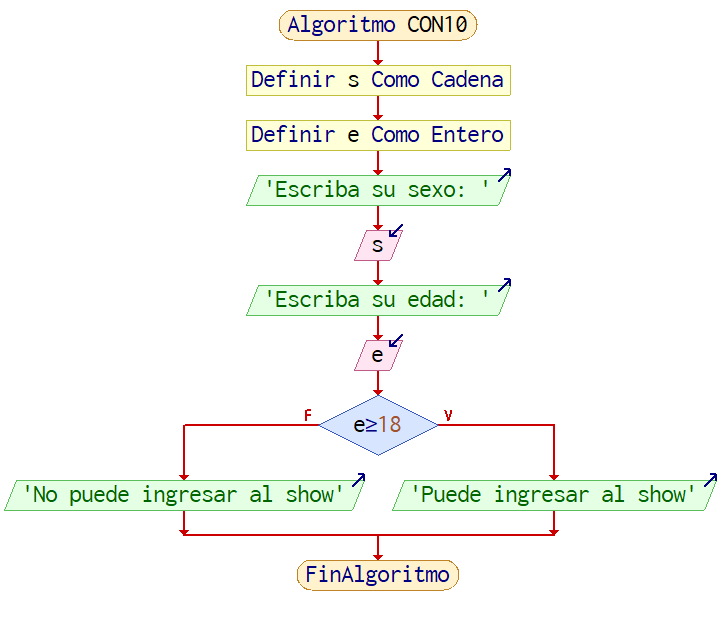 Algoritmo CON10
Definir s Como Cadena
Definir e Como Entero
'Escriba su sexo: '
s
'Escriba su edad: '
e
F
V
e≥18
'No puede ingresar al show'
'Puede ingresar al show'
FinAlgoritmo